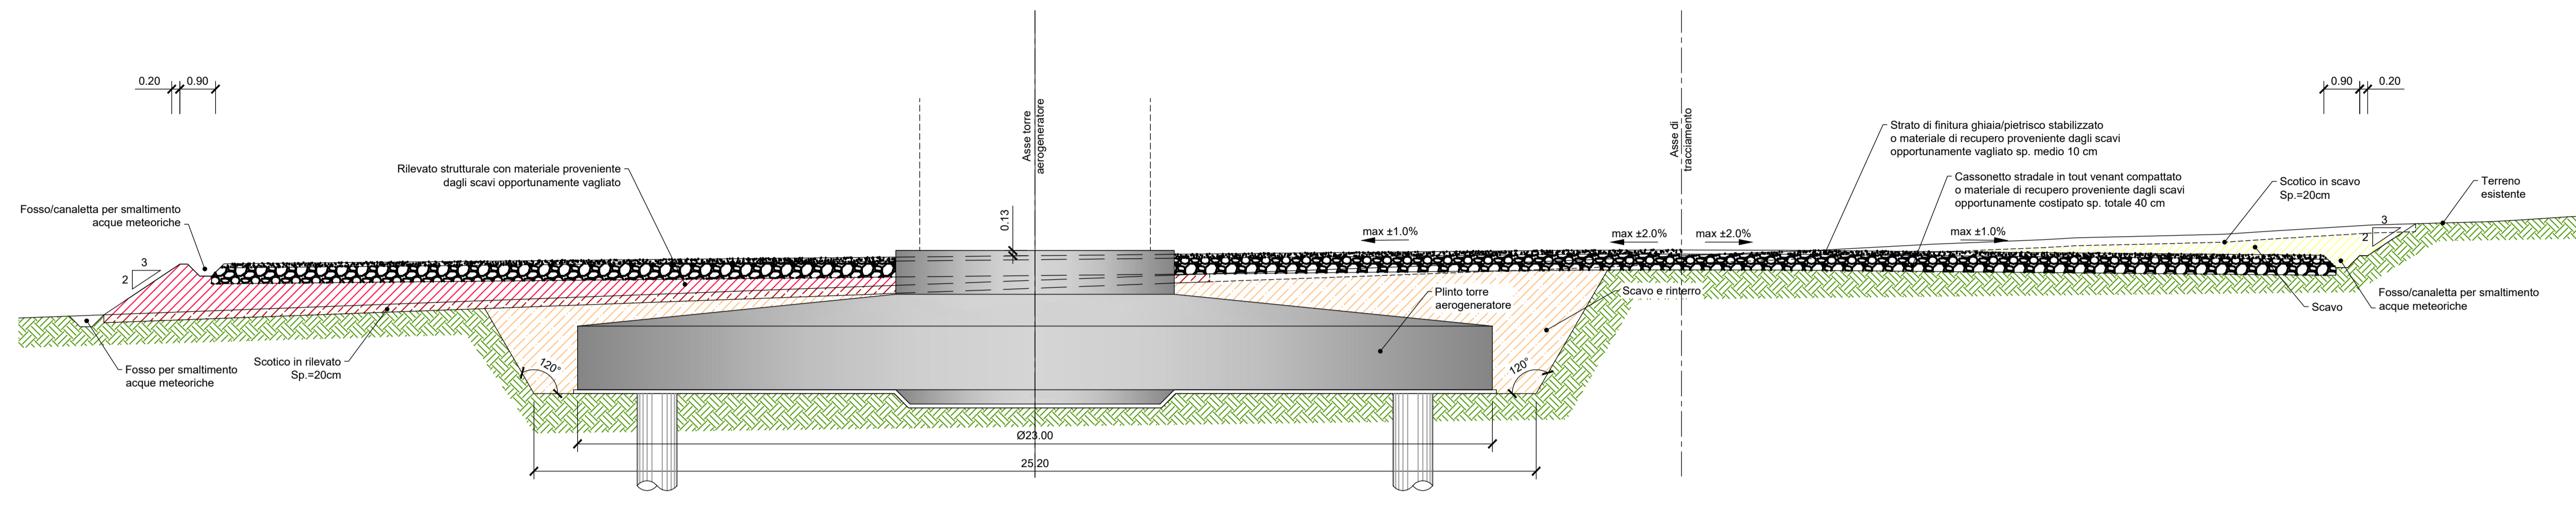 0.20
0.90
0.90
0.20
Asse torre
aerogeneratore
Asse di
tracciamento
Strato di finitura ghiaia/pietrisco stabilizzato
o materiale di recupero proveniente dagli scavi
opportunamente vagliato sp. medio 10 cm
Rilevato strutturale con materiale proveniente
dagli scavi opportunamente vagliato
Cassonetto stradale in tout venant compattato
o materiale di recupero proveniente dagli scavi
opportunamente costipato sp. totale 40 cm
Scotico in scavo
Sp.=20cm
Terreno
esistente
Fosso/canaletta per smaltimento
acque meteoriche
0.13
max ±1.0%
max ±2.0%
max ±2.0%
max ±1.0%
3
2
3
2
Plinto torre
aerogeneratore
Scavo e rinterro
Scavo
Fosso/canaletta per smaltimento
acque meteoriche
Fosso per smaltimento
acque meteoriche
Scotico in rilevato
Sp.=20cm
120°
120°
Ø23.00
25.20